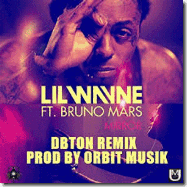 LIL WAYNE
FT. BRUNO MARS
DBTON REMIX
PROD BY ORBIT MUSIK